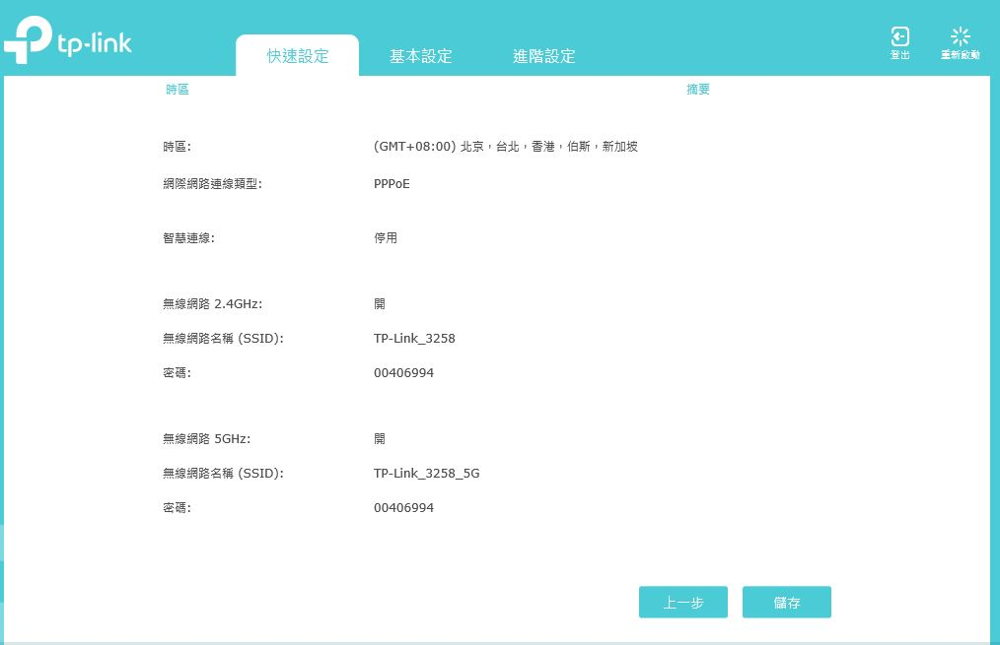 tp-link
快速設定 基本設定 進階設定 登出 重新啟動
時區 摘要
時區: (GMT+08:00) 北京，台北，香港，伯斯，新加坡
網際網路連線類型: PPPoE
智慧連線: 停用
無線網路 2.4GHz: 開
無線網路名稱 (SSID): TP-Link_3258
密碼: 00406994
無線網路 5GHz: 開
無線網路名稱 (SSID): TP-Link_3258_5G
密碼: 00406994
上一步 儲存